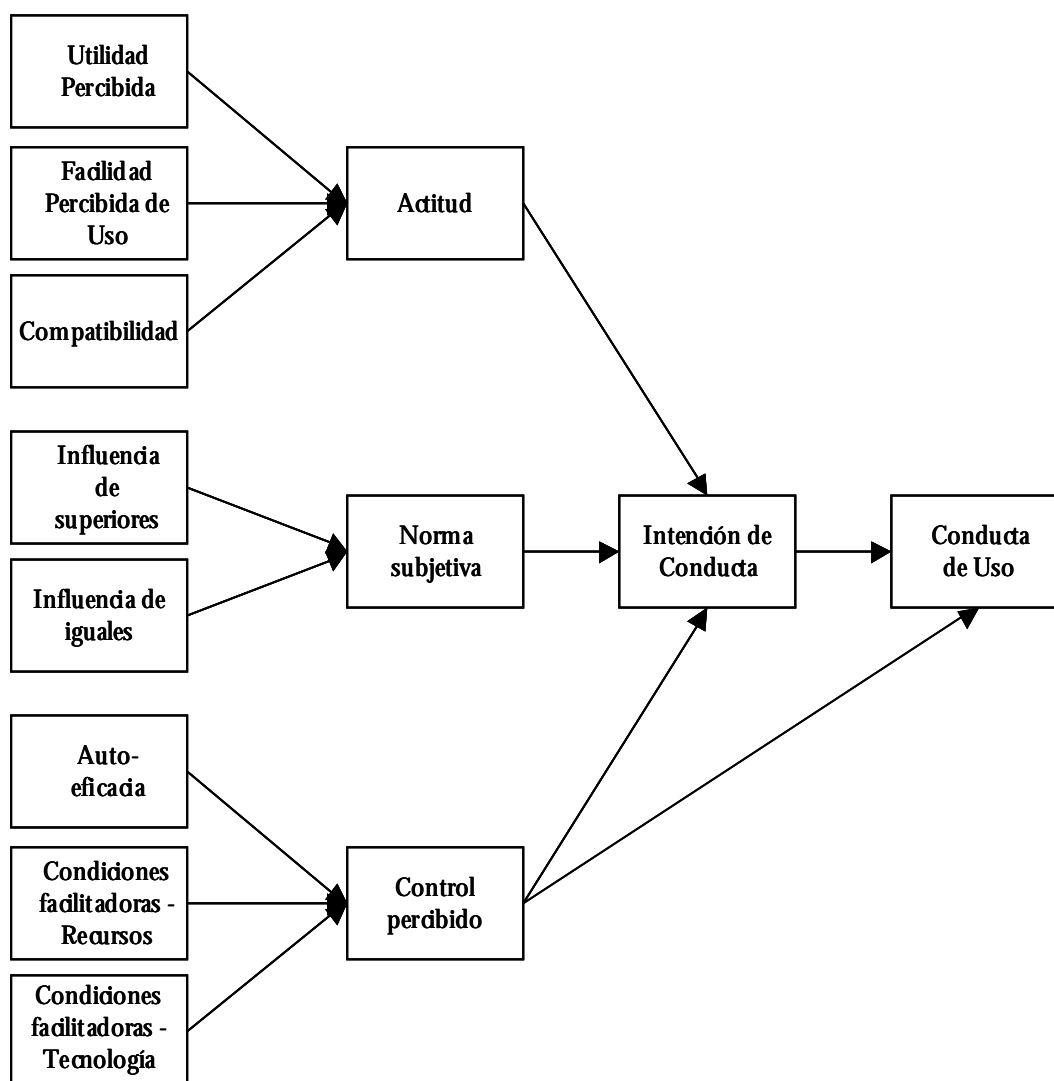 Utilidad
Percibida
Facilidad
Percibida de
Uso
Compatibilidad
Actitud
Influencia
de
superiores
Influencia de
iguales
Norma
subjetiva
Intención de
Conducta
Conducta
de Uso
Auto-
eficacia
Condiciones
facilitadoras -
Recursos
Condiciones
facilitadoras -
Tecnología
Control
percibido